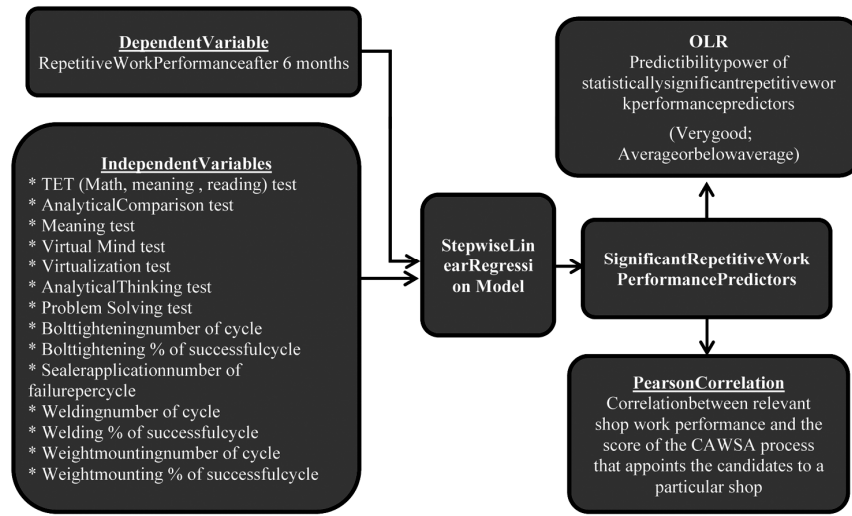 DependentVariable
RepetitiveWorkPerformanceafter 6 months
IndependentVariables
* TET (Math, meaning , reading) test
* AnalyticalComparison test
* Meaning test
* Virtual Mind test
* Virtualization test
* AnalyticalThinking test
* Problem Solving test
* Bolttighteningnumber of cycle
* Bolttightening % of successfulcycle
* Sealerapplicationnumber of
failurepercycle
* Weldingnumber of cycle
* Welding % of successfulcycle
* Weightmountingnumber of cycle
* Weightmounting % of successfulcycle
StepwiseLin
earRegressi
on Model
OLR
Predictibilitypower of
statisticallysignificantrepetitivewor
kperformancepredictors
(Verygood;
Averageorbelowaverage)
SignificantRepetitiveWork
PerformancePredictors
PearsonCorrelation
Correlationbetween relevant
shop work performance and the
score of the CAWSA process
that appoints the candidates to a
particular shop